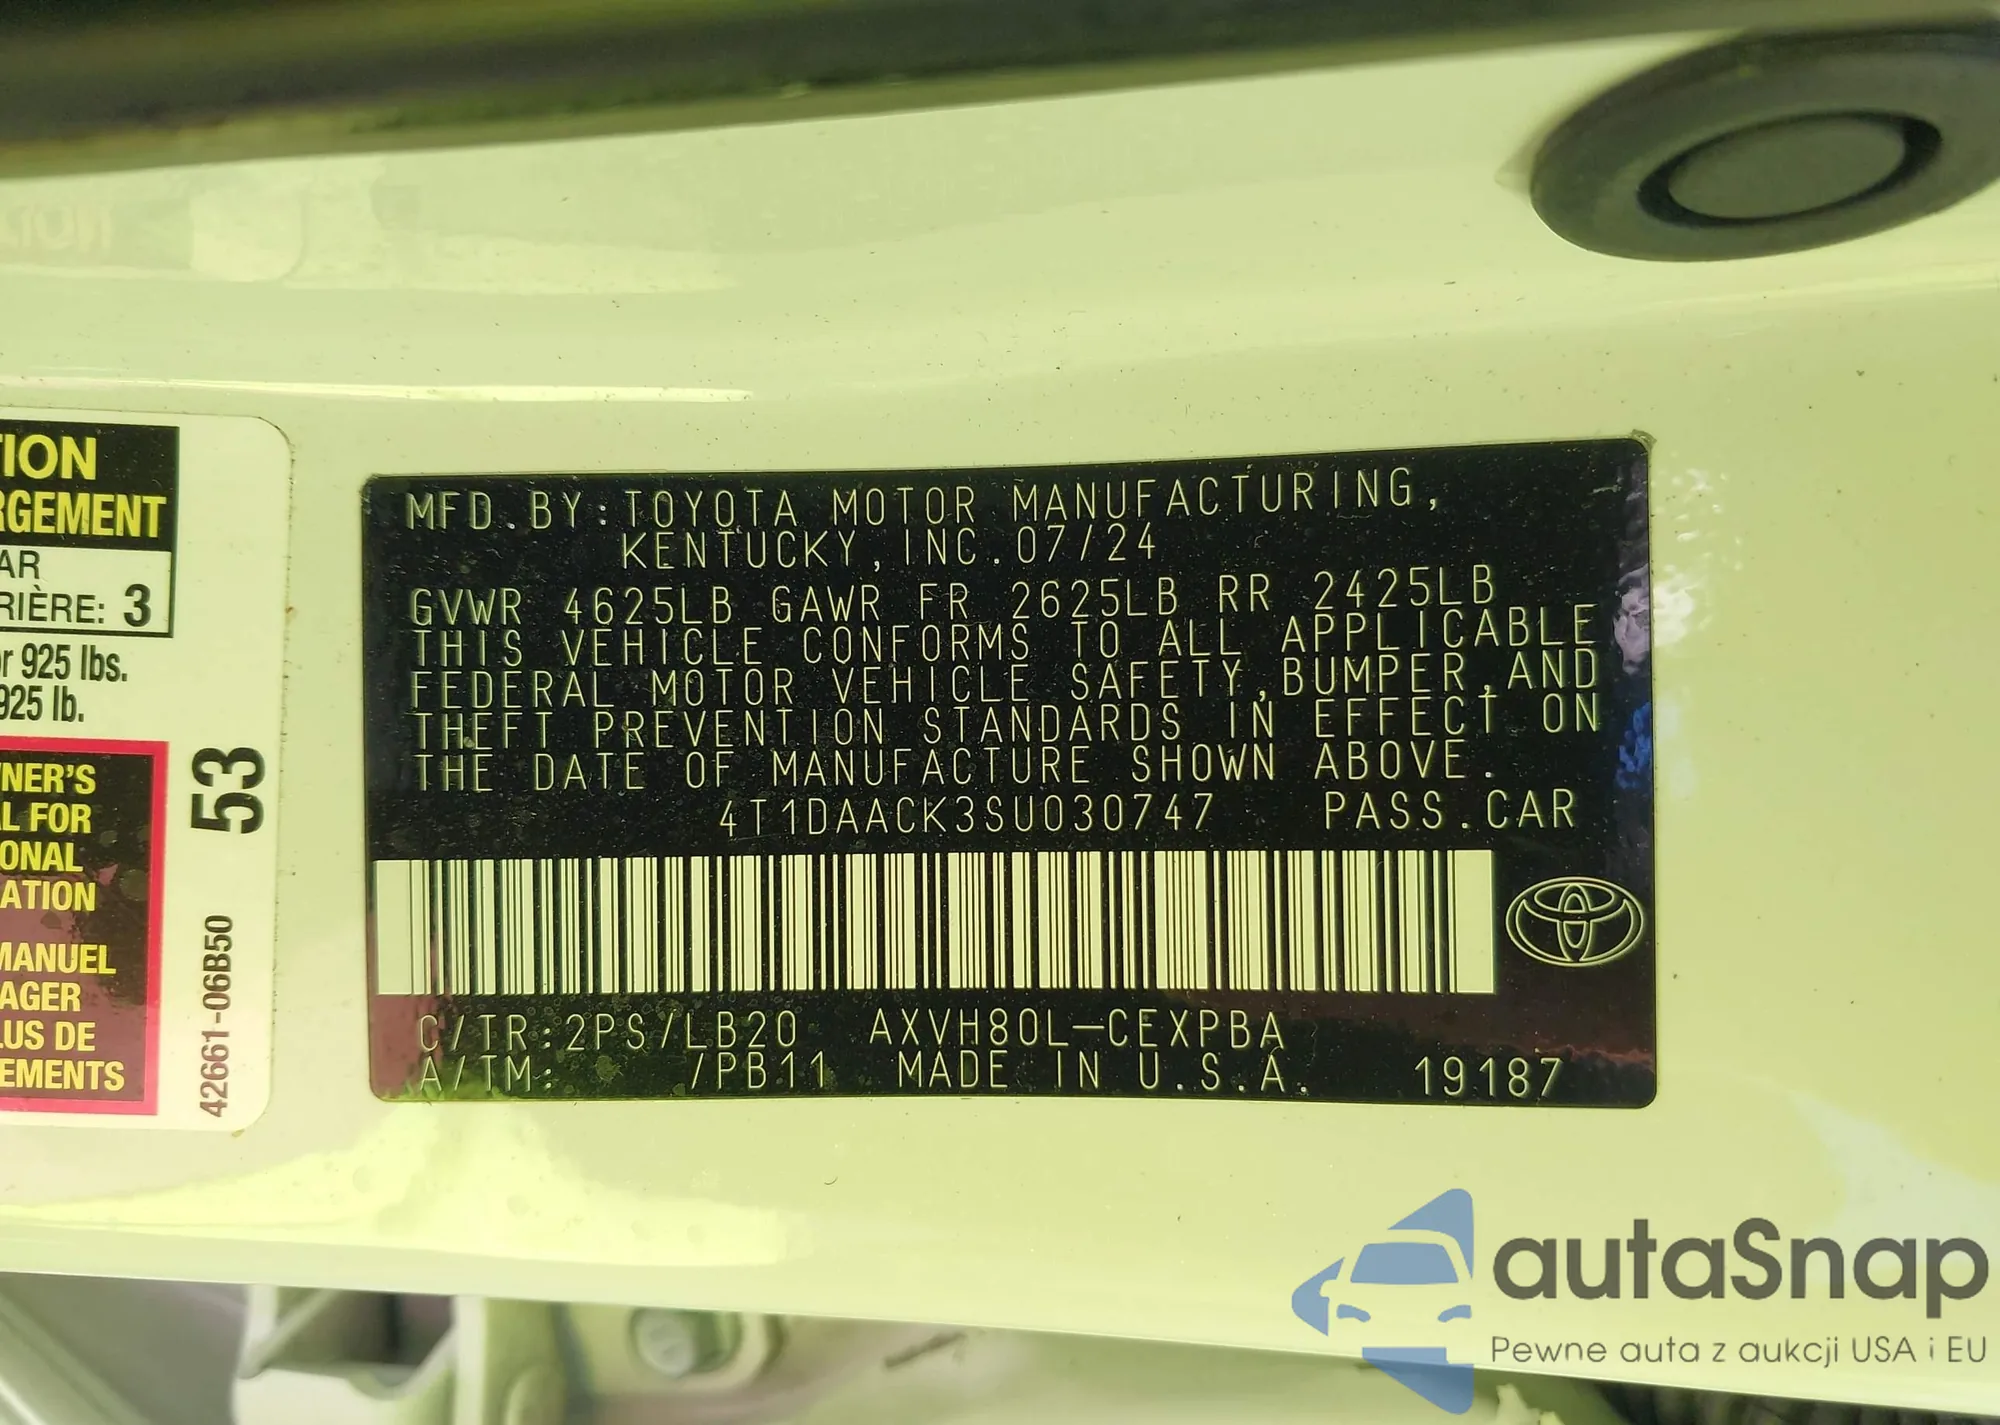 TION
RGEMENT
AR
RIÈRE: 3
r 925 lbs.
925 lb.
NER'S
L FOR
ONAL
ATION
MANUEL
AGER
LUS DE
EMENTS
53
42661-06B50
MFD.BY:TOYOTA MOTOR MANUFACTURING,
KENTUCKY,INC.07/24
GVWR 4625LB GAWR FR 2625LB RR 2425LB
THIS VEHICLE CONFORMS TO ALL APPLICABLE
FEDERAL MOTOR VEHICLE SAFETY,BUMPER,AND
THEFT PREVENTION STANDARDS IN EFFECT ON
THE DATE OF MANUFACTURE SHOWN ABOVE.
4T1DAACK3SU030747 PASS.CAR
C/TR:2PS/LB20 AXVH80L-CEXPBA
A/TM: /PB11 MADE IN U.S.A. 19187
autaSnap
Pewne auta z aukcji USA i EU